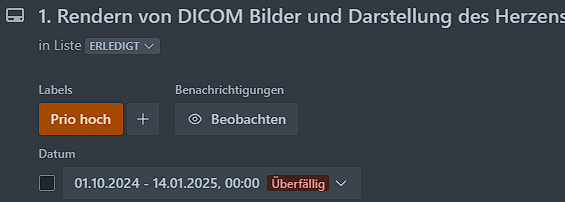 1. Rendern von DICOM Bilder und Darstellung des Herzens
in Liste ERLEDIGT
Labels Benachrichtigungen
Prio hoch + Beobachten
Datum
01.10.2024 - 14.01.2025, 00:00 Überfällig